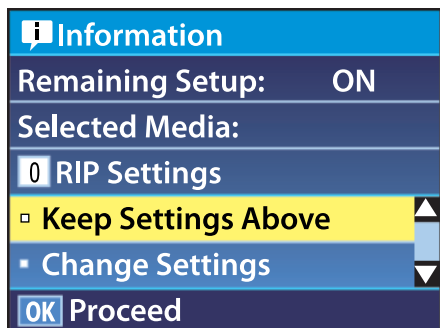 Information
Remaining Setup: ON
Selected Media:
0 RIP Settings
Keep Settings Above
Change Settings
OK Proceed